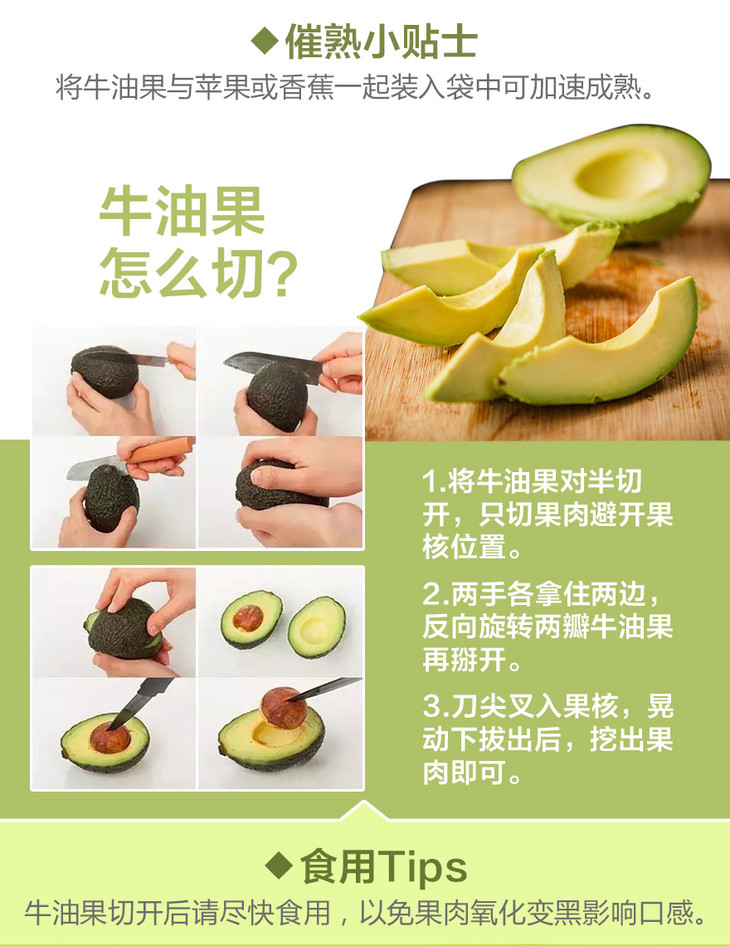 ◆催熟小贴士
将牛油果与苹果或香蕉一起装入袋中可加速成熟。
牛油果
怎么切?
1.将牛油果对半切
开，只切果肉避开果
核位置。
2.两手各拿住两边，
反向旋转两瓣牛油果
再掰开。
3.刀尖叉入果核，晃
动下拔出后，挖出果
肉即可。
◆食用Tips
牛油果切开后请尽快食用，以免果肉氧化变黑影响口感。